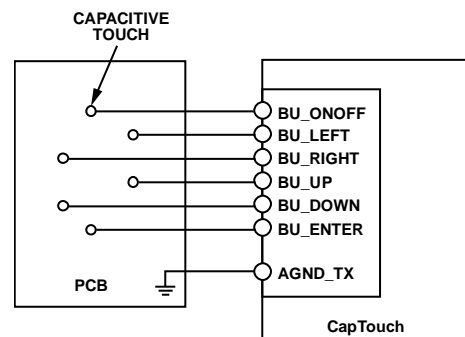 CAPACITIVE
TOUCH
BU_ONOFF
BU_LEFT
BU_RIGHT
BU_UP
BU_DOWN
BU_ENTER
AGND_TX
PCB
CapTouch